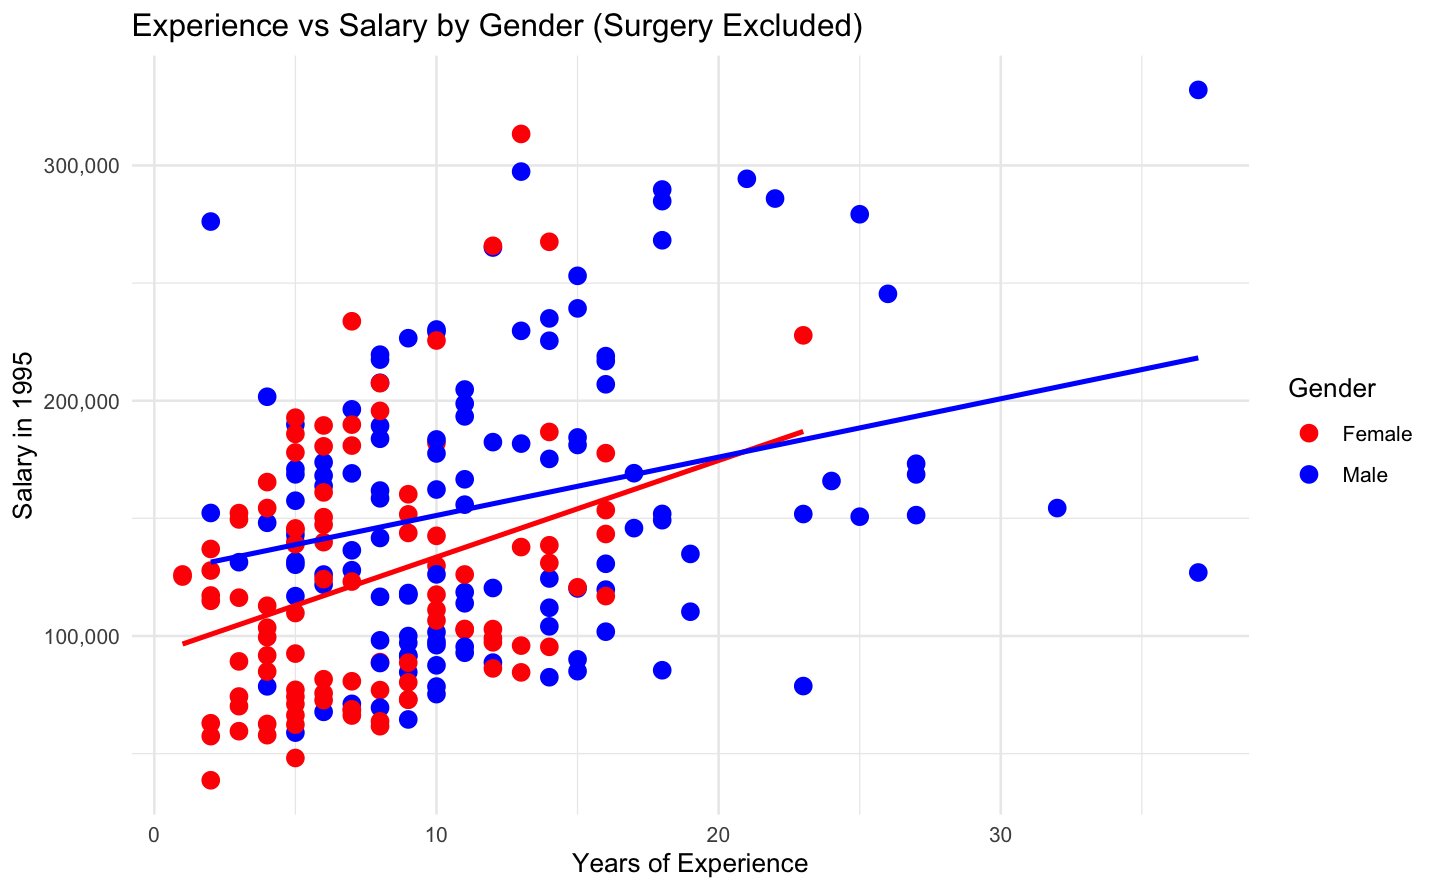 Experience vs Salary by Gender (Surgery Excluded)
300,000
200,000
100,000
Salary in 1995
0
10
20
30
Years of Experience
Gender
Female
Male